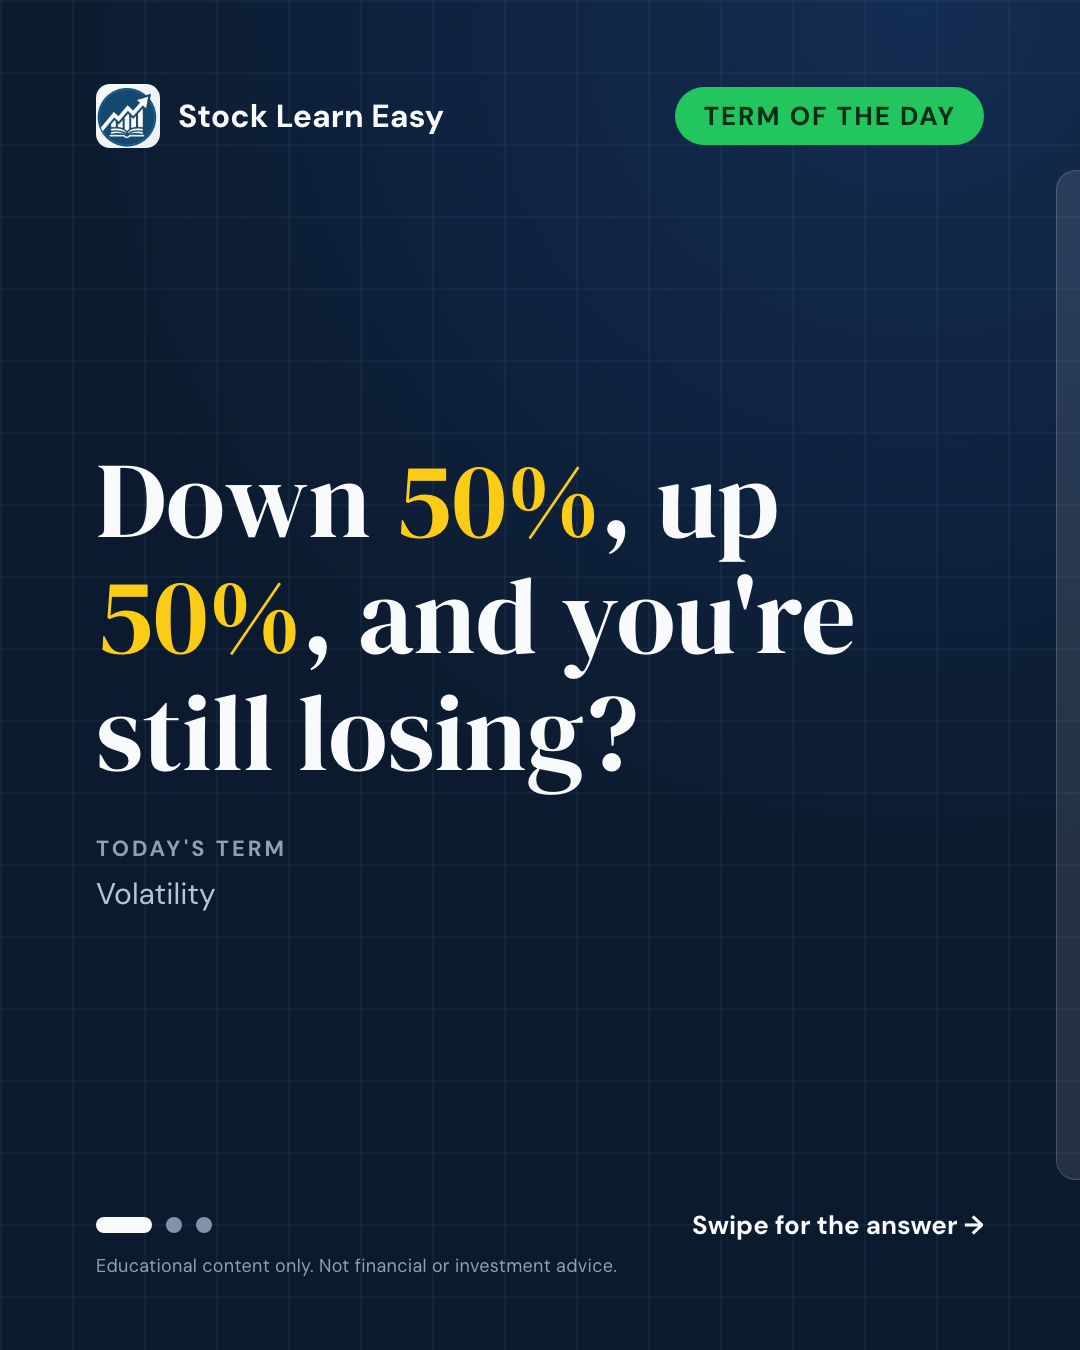 Stock Learn Easy
TERM OF THE DAY
Down 50%, up
50%, and you're
still losing?
TODAY'S TERM
Volatility
Swipe for the answer →
Educational content only. Not financial or investment advice.